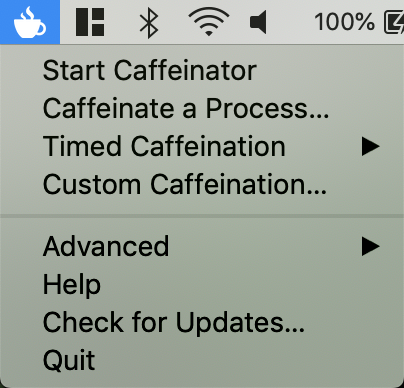 100%
Start Caffeinator
Caffeinate a Process...
Timed Caffeination
Custom Caffeination...
Advanced
Help
Check for Updates...
Quit